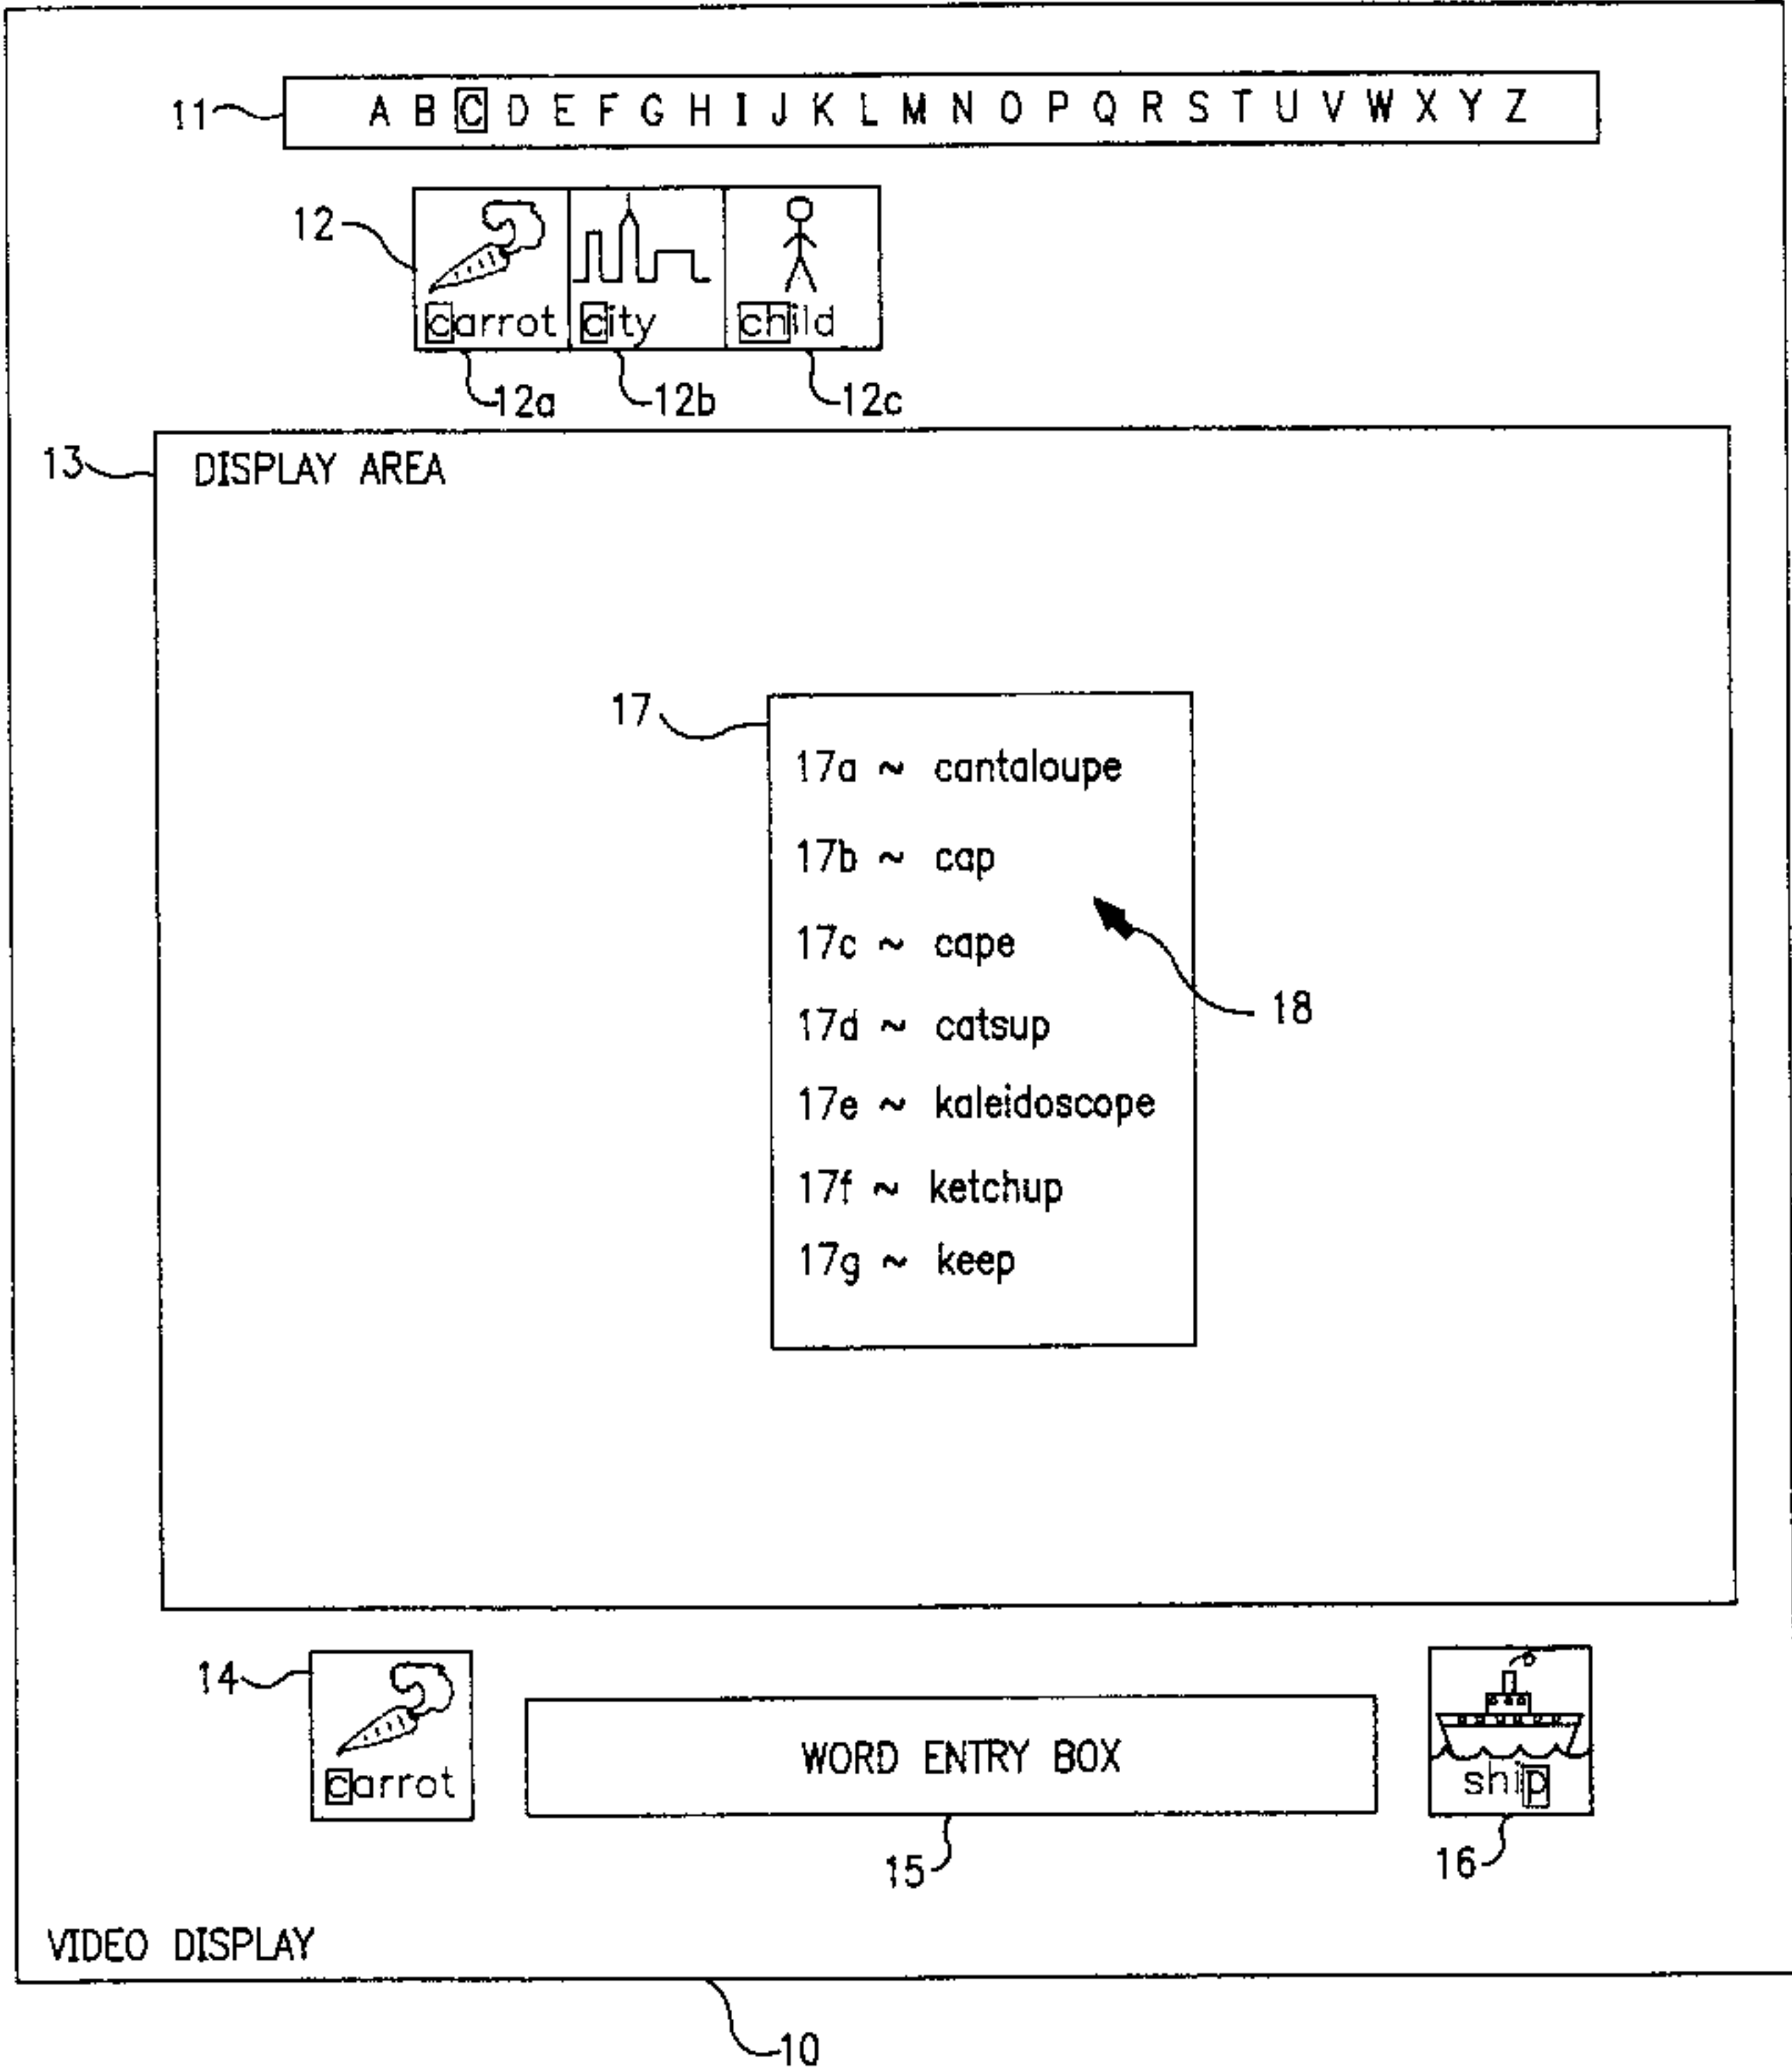 11 A B C D E F G H I J K L M N O P Q R S T U V W X Y Z
12
carrot city child
12a 12b 12c
13 DISPLAY AREA
17
17a ~ cantaloupe
17b ~ cap
17c ~ cape
18
17d ~ catsup
17e ~ kaleidoscope
17f ~ ketchup
17g ~ keep
14
carrot WORD ENTRY BOX ship
15 16
VIDEO DISPLAY
10